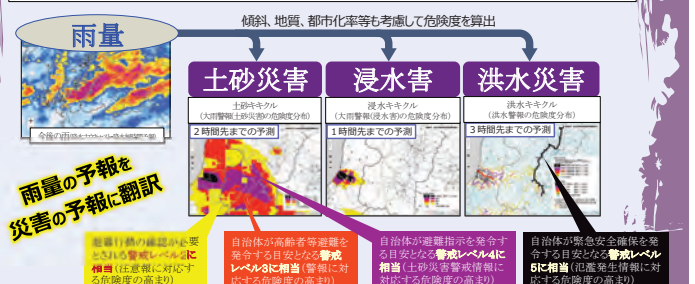 傾斜、地質、都市化率等も考慮して危険度を算出
雨量
土砂災害
浸水害
洪水災害
土砂キキクル
(大雨警報(土砂災害)の危険度分布)
2時間先までの予測
浸水キキクル
(大雨警報(浸水害)の危険度分布)
1時間先までの予測
洪水キキクル
(洪水警報の危険度分布)
3時間先までの予測
今後の雨
雨量の予報を
災害の予報に翻訳
避難行動の確認が必要
とされる警戒レベル2に
相当(注意報に対応す
る危険度の高まり)
自治体が高齢者等避難を
発令する目安となる警戒
レベル3に相当(警報に対
応する危険度の高まり)
自治体が避難指示を発令す
る目安となる警戒レベル4に
相当(土砂災害警戒情報に
対応する危険度の高まり)
自治体が緊急安全確保を発
令する目安となる警戒レベル
5に相当(氾濫発生情報に対
応する危険度の高まり)